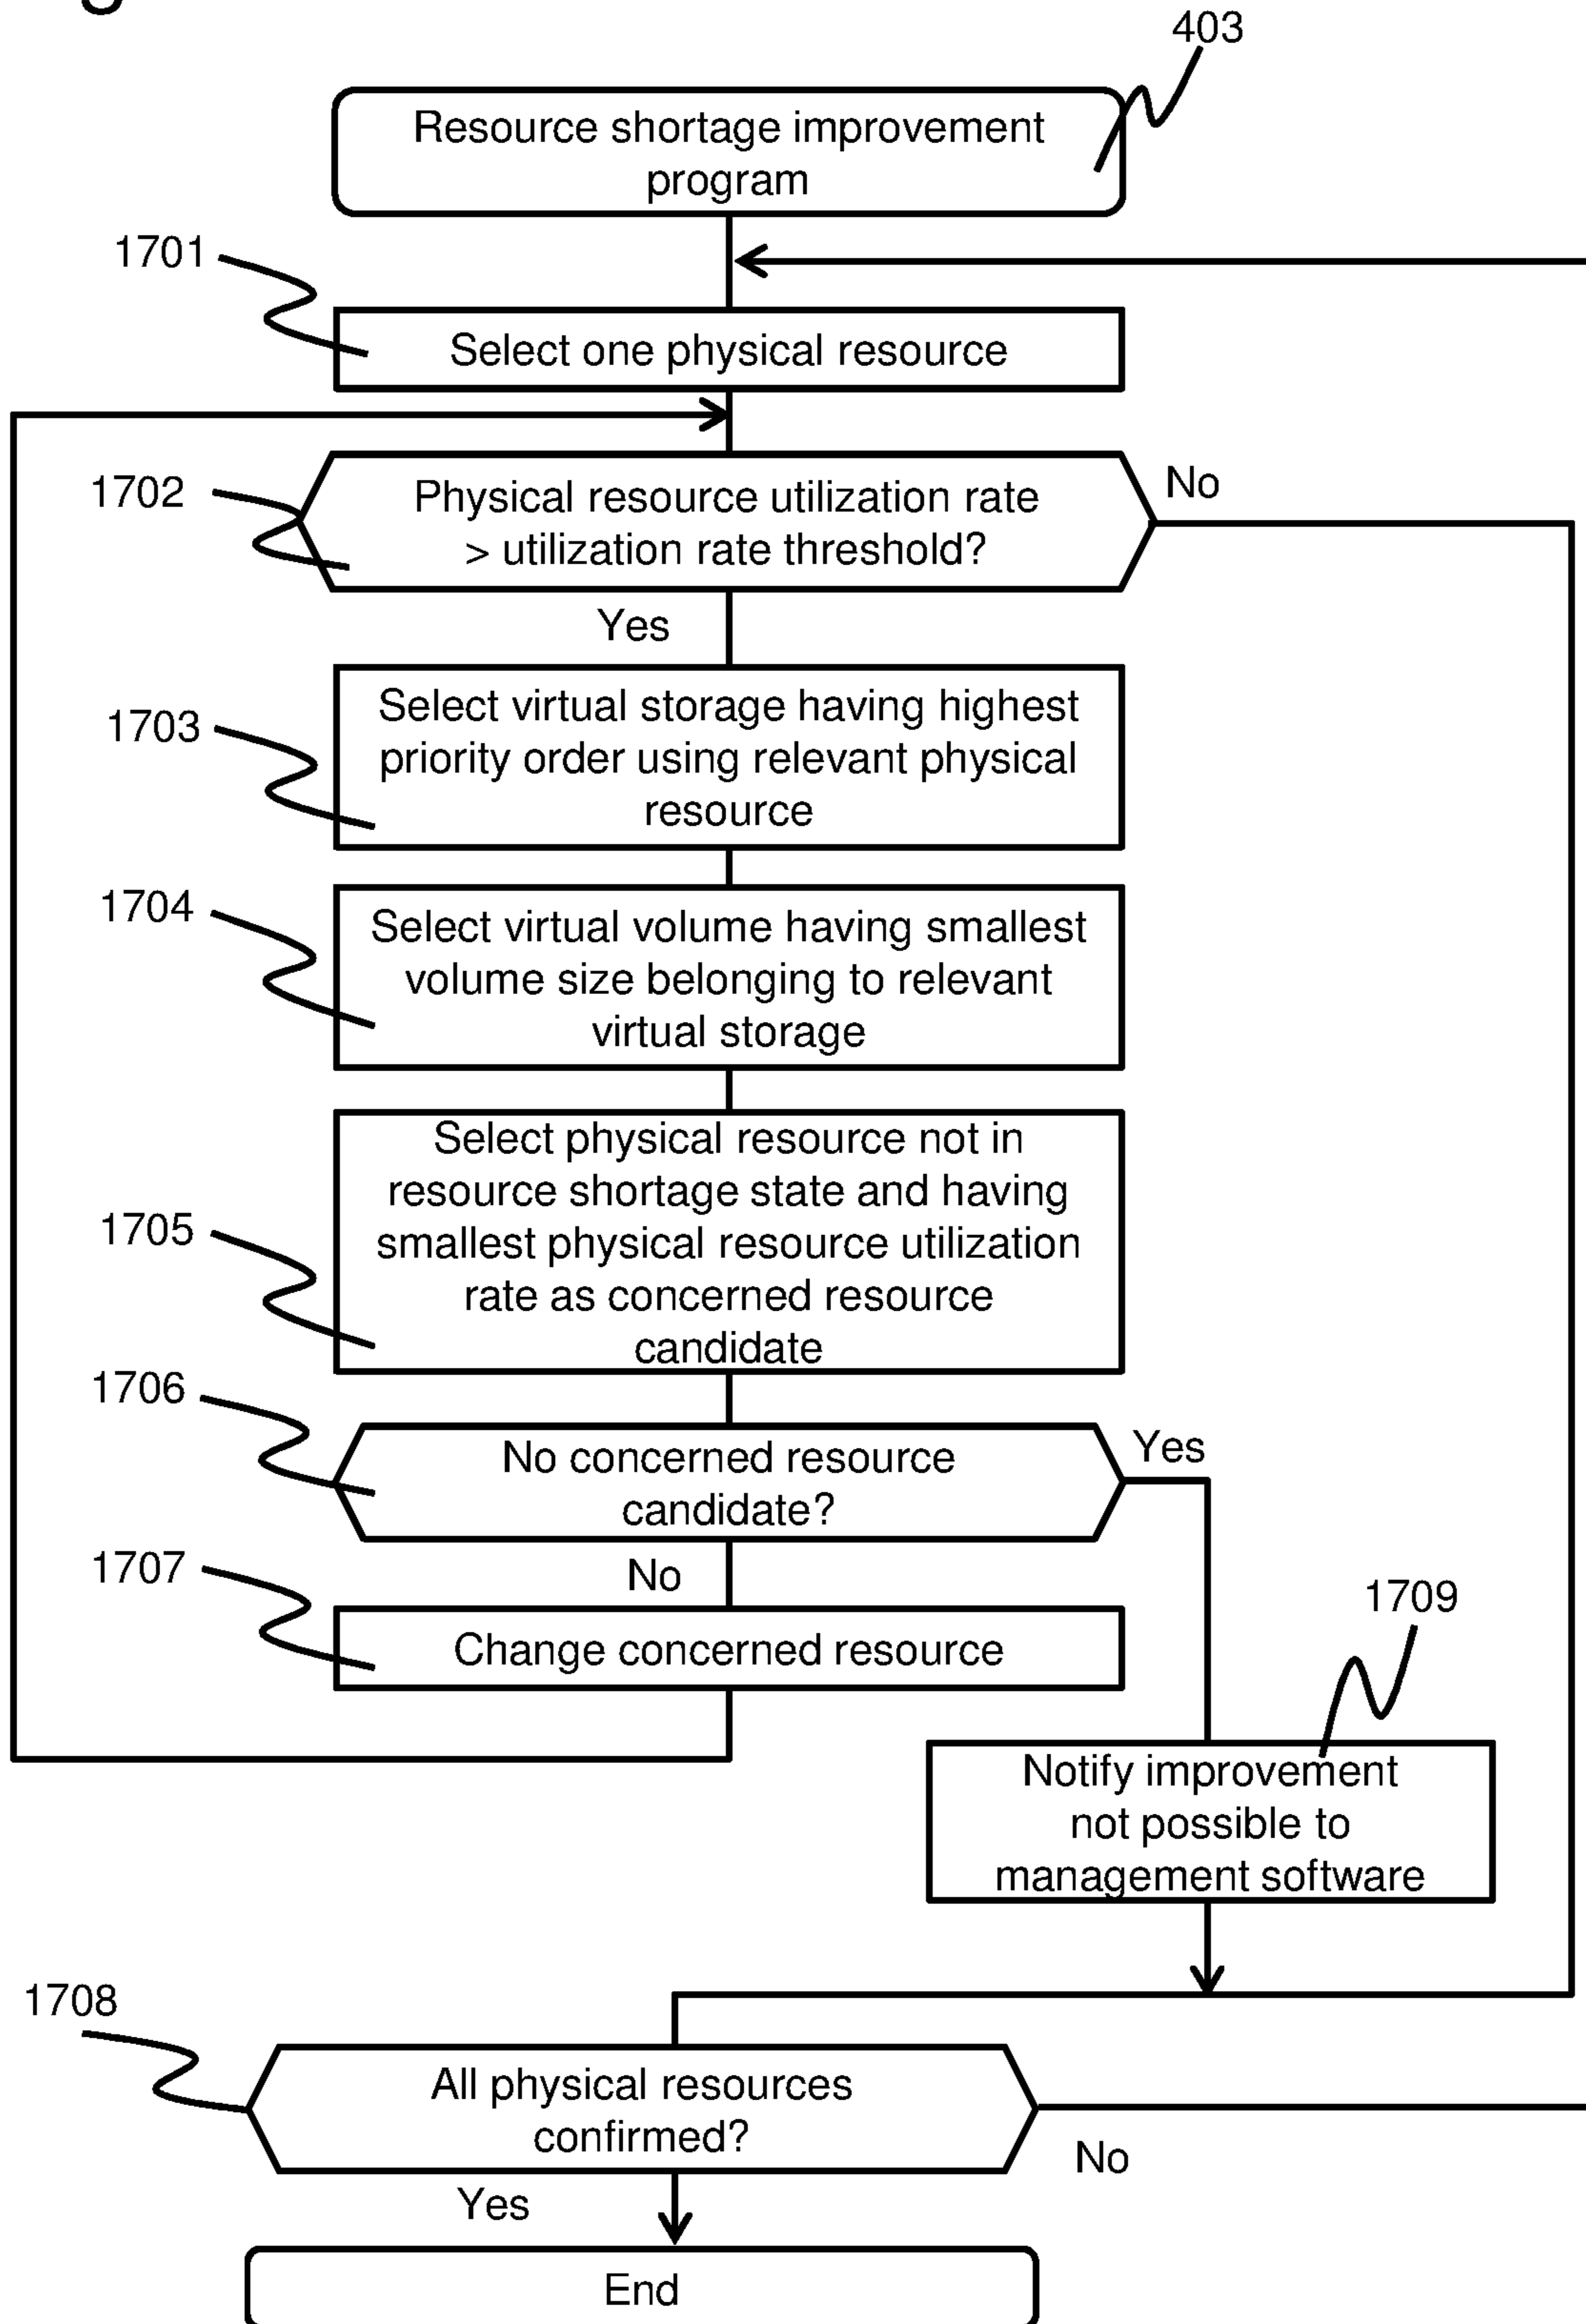 403
Resource shortage improvement
program
1701
Select one physical resource
1702
Physical resource utilization rate
> utilization rate threshold?
No
Yes
1703
Select virtual storage having highest
priority order using relevant physical
resource
1704
Select virtual volume having smallest
volume size belonging to relevant
virtual storage
1705
Select physical resource not in
resource shortage state and having
smallest physical resource utilization
rate as concerned resource
candidate
1706
No concerned resource
candidate?
Yes
No
1707
Change concerned resource
1709
Notify improvement
not possible to
management software
1708
All physical resources
confirmed?
No
Yes
End